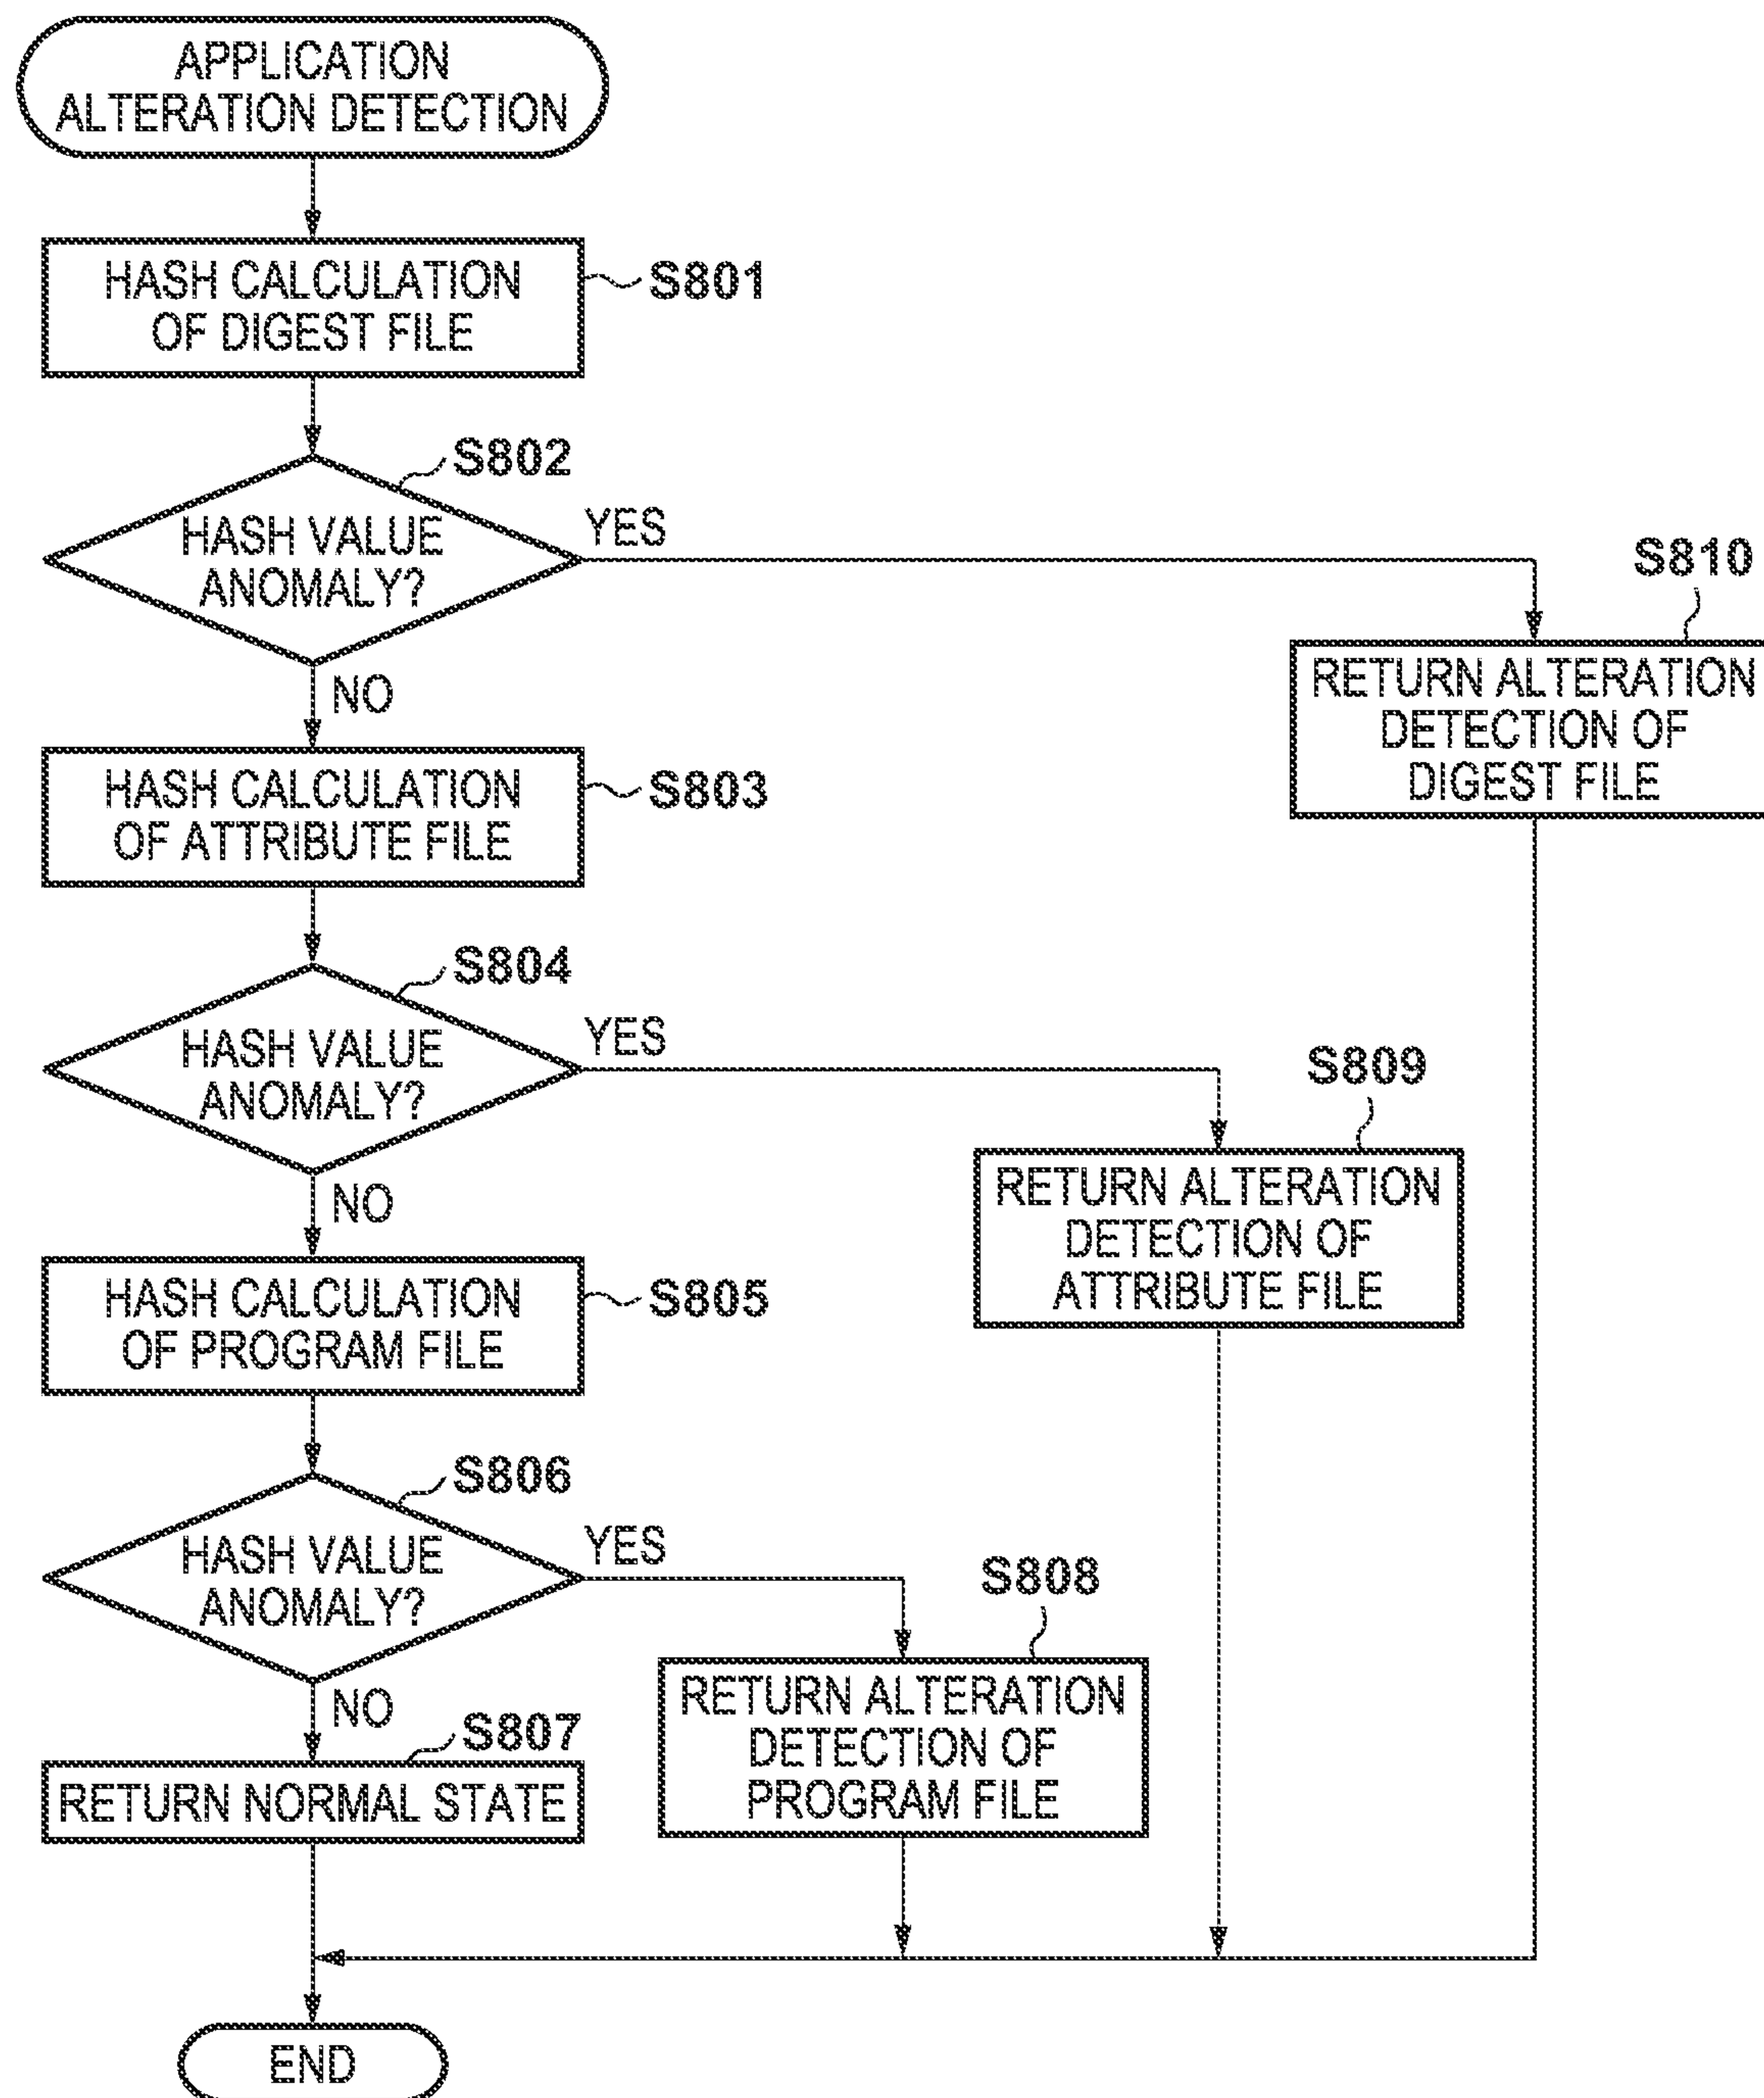 APPLICATION
ALTERATION DETECTION
HASH CALCULATION
OF DIGEST FILE
S801
S802
HASH VALUE
ANOMALY?
YES
NO
S810
RETURN ALTERATION
DETECTION OF
DIGEST FILE
HASH CALCULATION
OF ATTRIBUTE FILE
S803
S804
HASH VALUE
ANOMALY?
YES
NO
S809
RETURN ALTERATION
DETECTION OF
ATTRIBUTE FILE
HASH CALCULATION
OF PROGRAM FILE
S805
S806
HASH VALUE
ANOMALY?
YES
NO
S808
RETURN ALTERATION
DETECTION OF
PROGRAM FILE
S807
RETURN NORMAL STATE
END